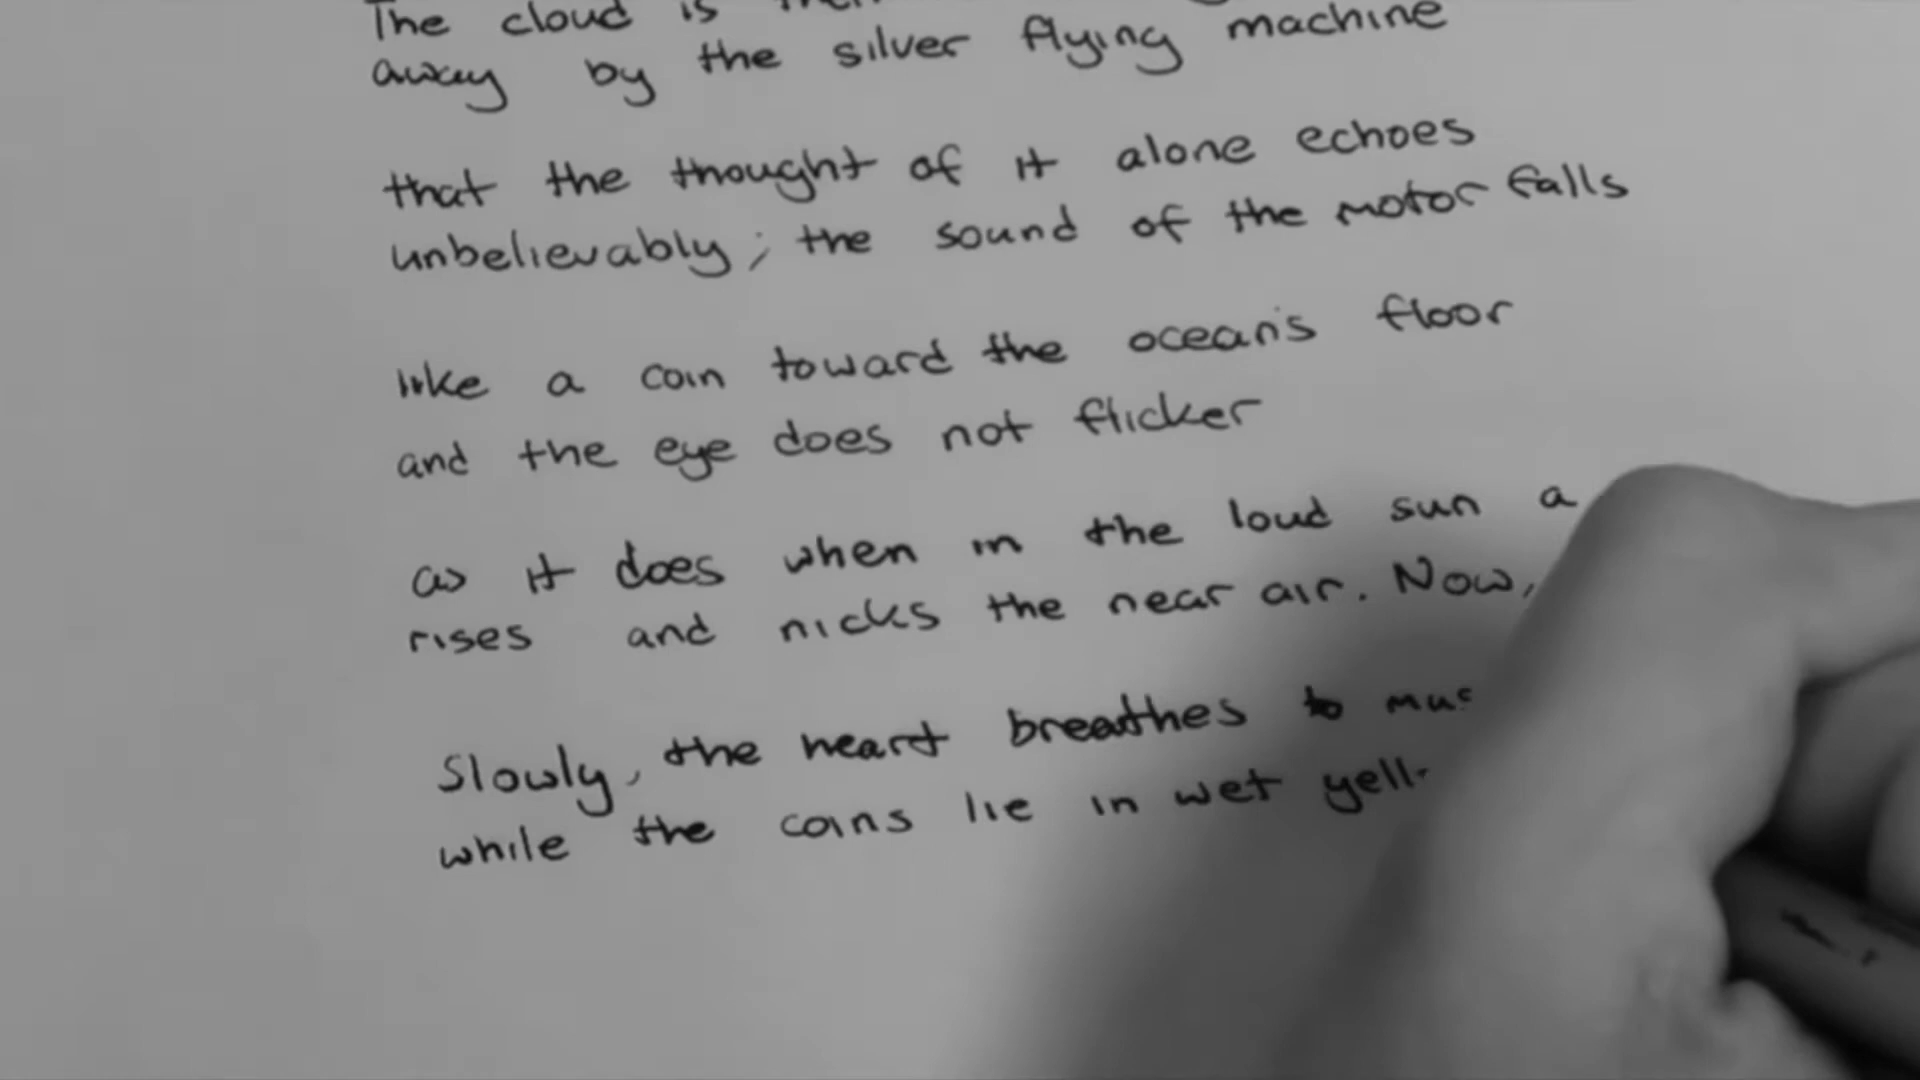 The cloud is
away by the silver flying machine
that the thought of it alone echoes
unbelievably; the sound of the motor falls
like a coin toward the ocean's floor
and the eye does not flicker
as it does when in the loud sun a
rises and nicks the near air. Now,
Slowly, the heart breathes to
while the coins lie in wet